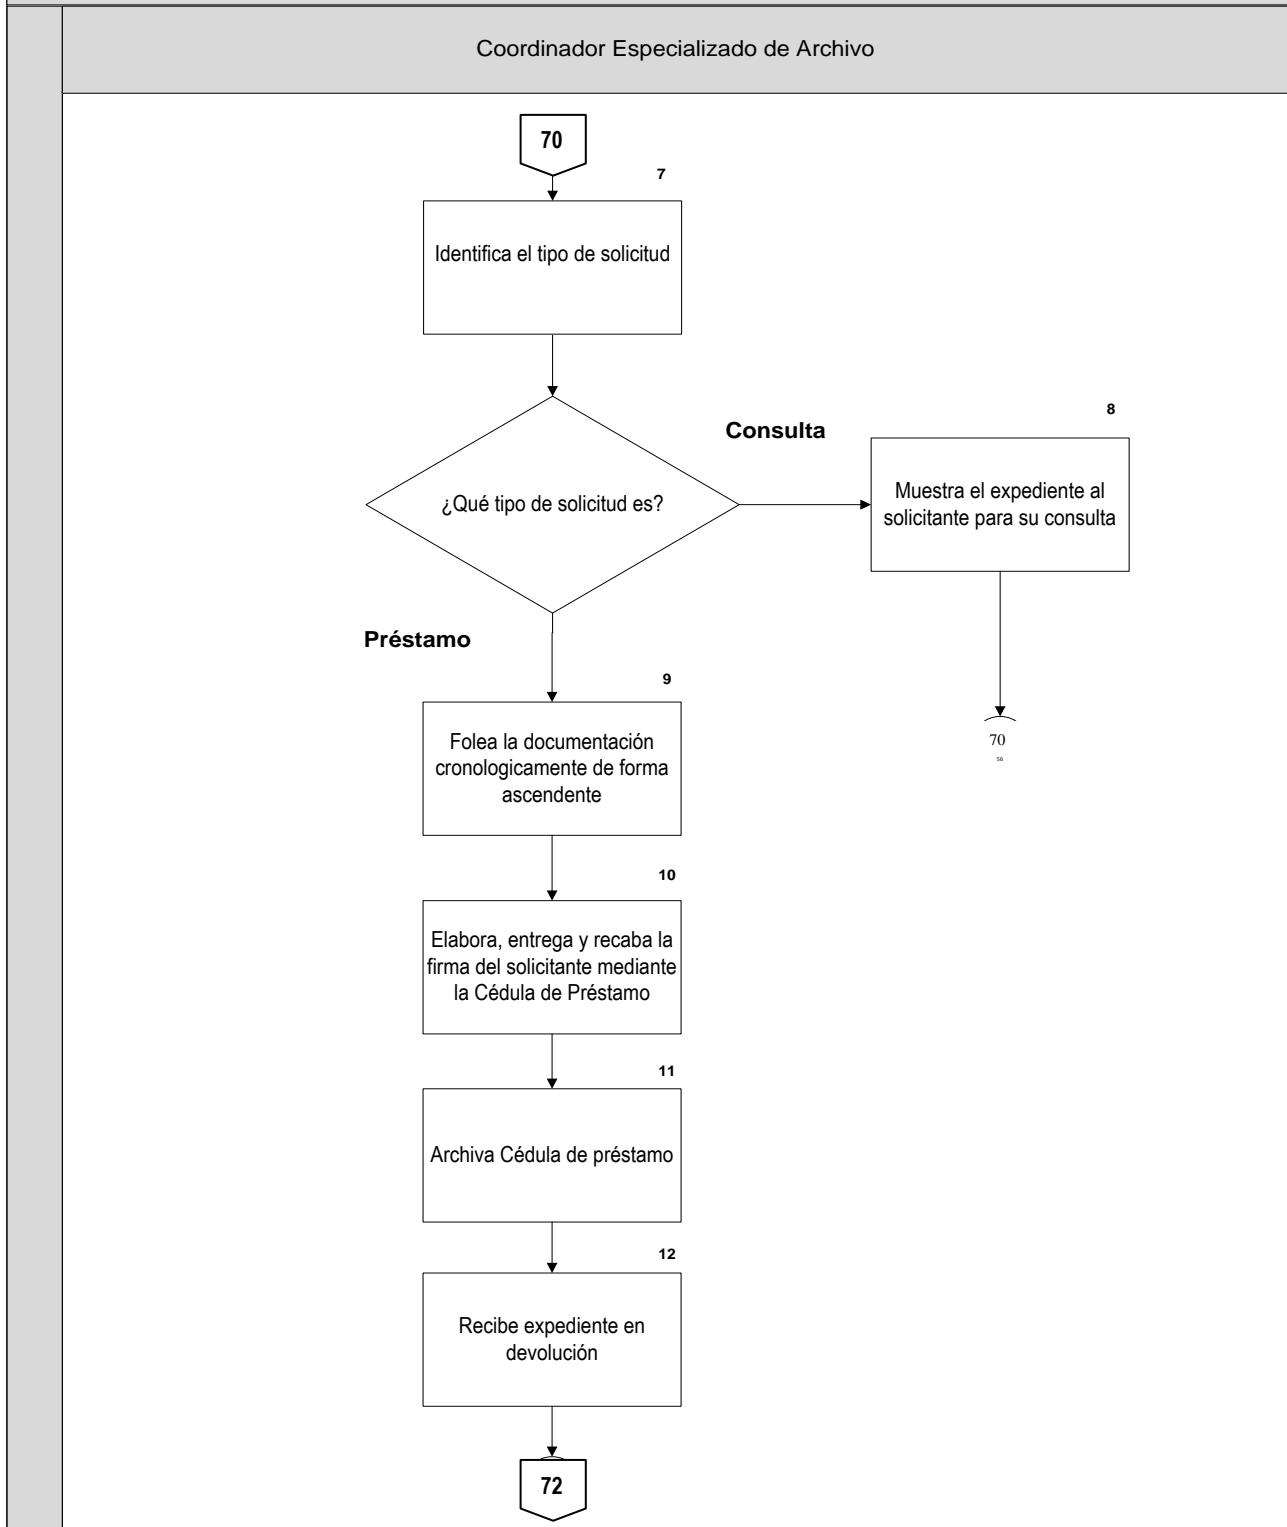 Coordinador Especializado de Archivo
70
7
Identifica el tipo de solicitud
¿Qué tipo de solicitud es?
Consulta
8
Muestra el expediente al
solicitante para su consulta
70
56
Préstamo
9
Folea la documentación
cronologicamente de forma
ascendente
10
Elabora, entrega y recaba la
firma del solicitante mediante
la Cédula de Préstamo
11
Archiva Cédula de préstamo
12
Recibe expediente en
devolución
72